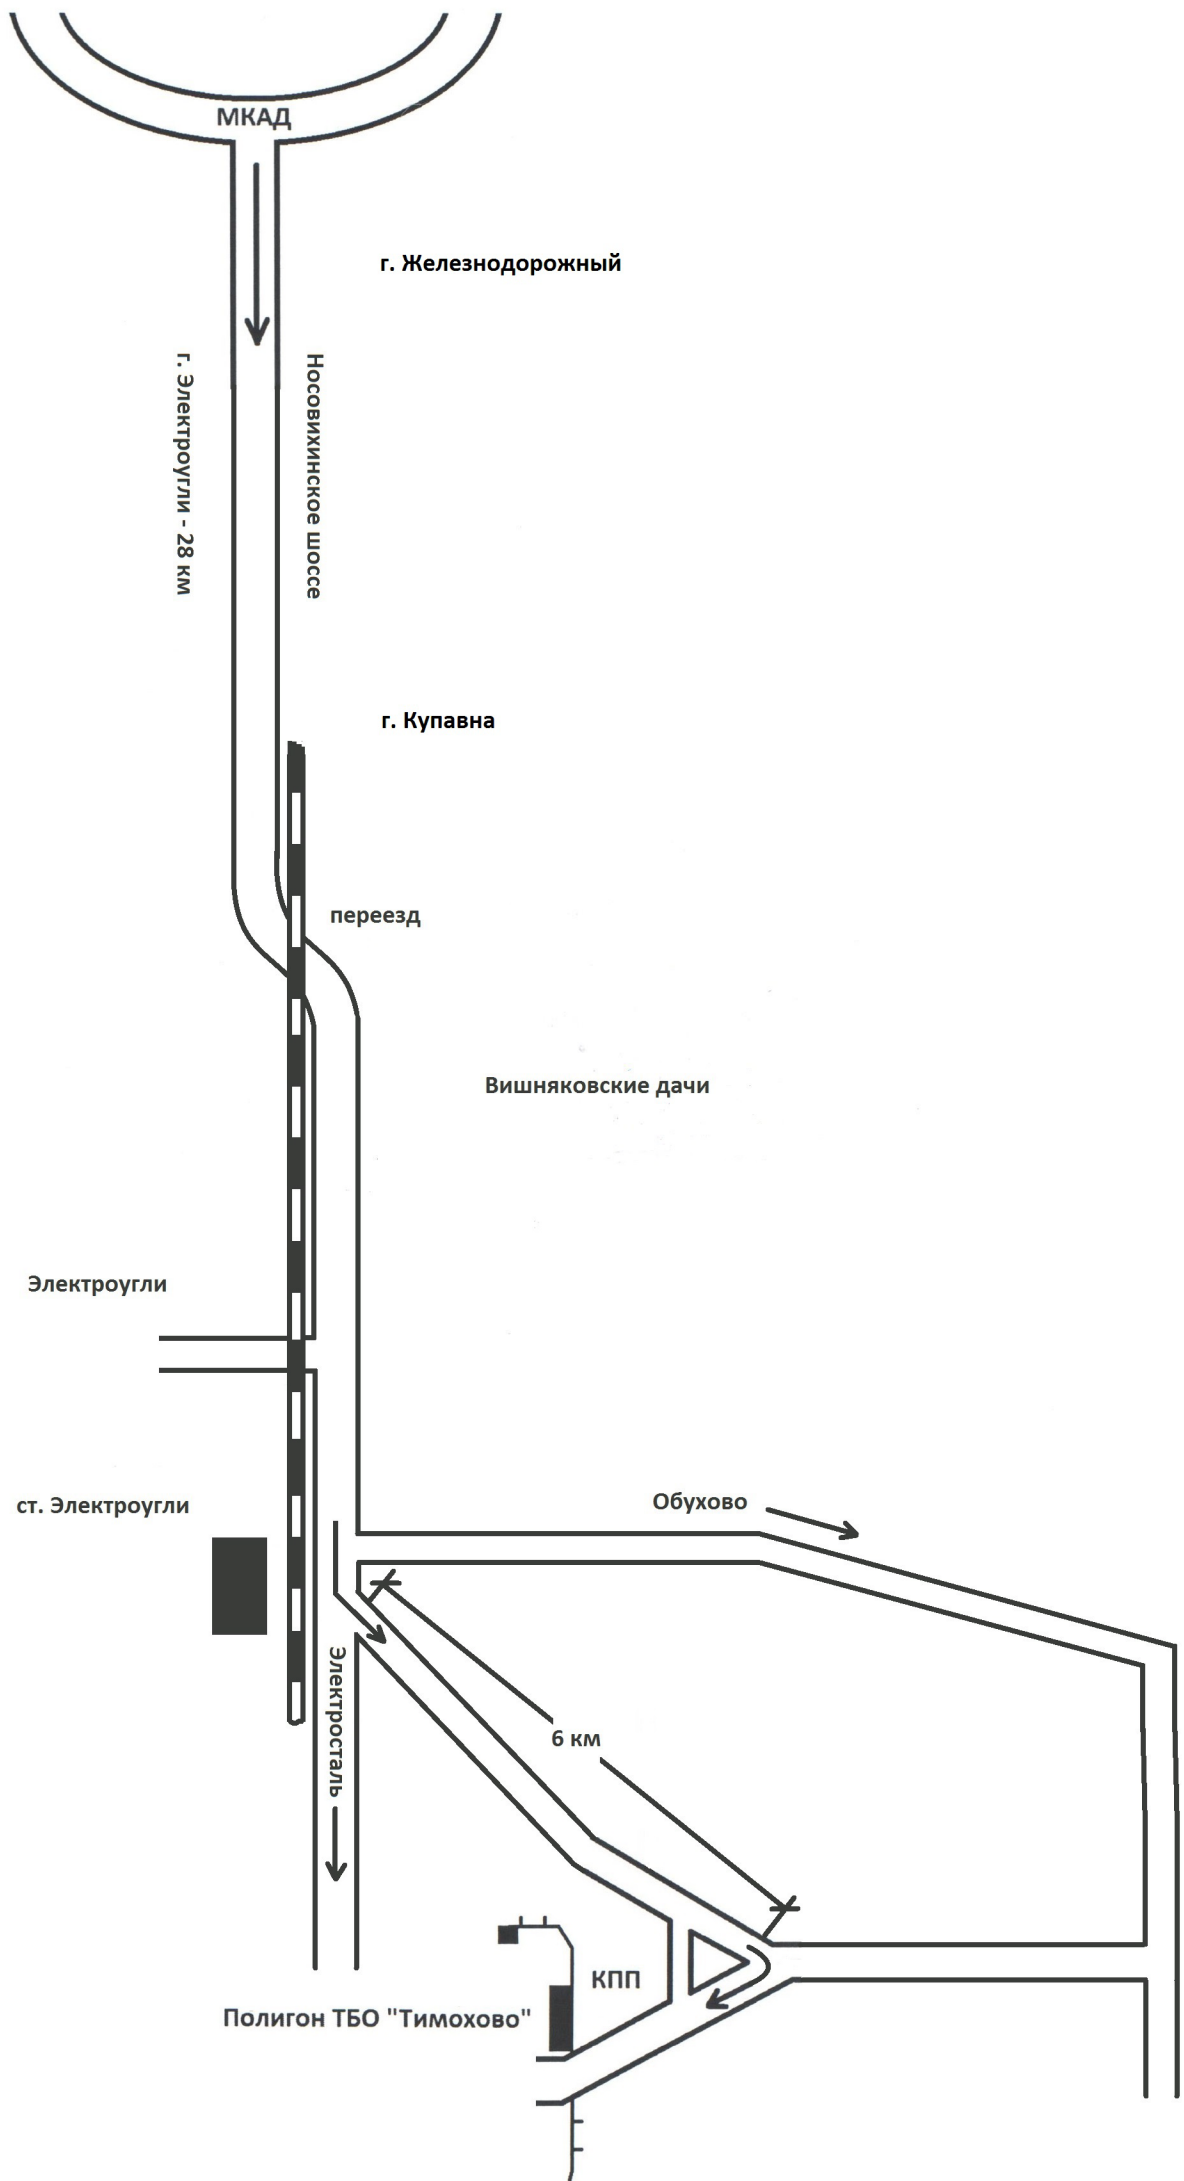 МКАД
г. Железнодорожный
г. Электроугли - 28 км
Носовихинское шоссе
г. Купавна
переезд
Вишняковские дачи
Электроугли
ст. Электроугли
Обухово
Электросталь
6 км
КПП
Полигон ТБО "Тимохово"